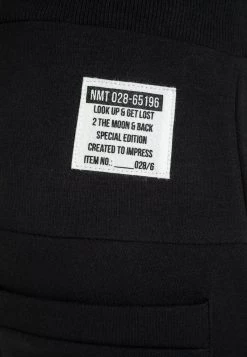 NMT 028-65196
LOOK UP & GET LOST
2 THE MOON & BACK
SPECIAL EDITION
CREATED TO IMPRESS
ITEM NO.: _____028/6